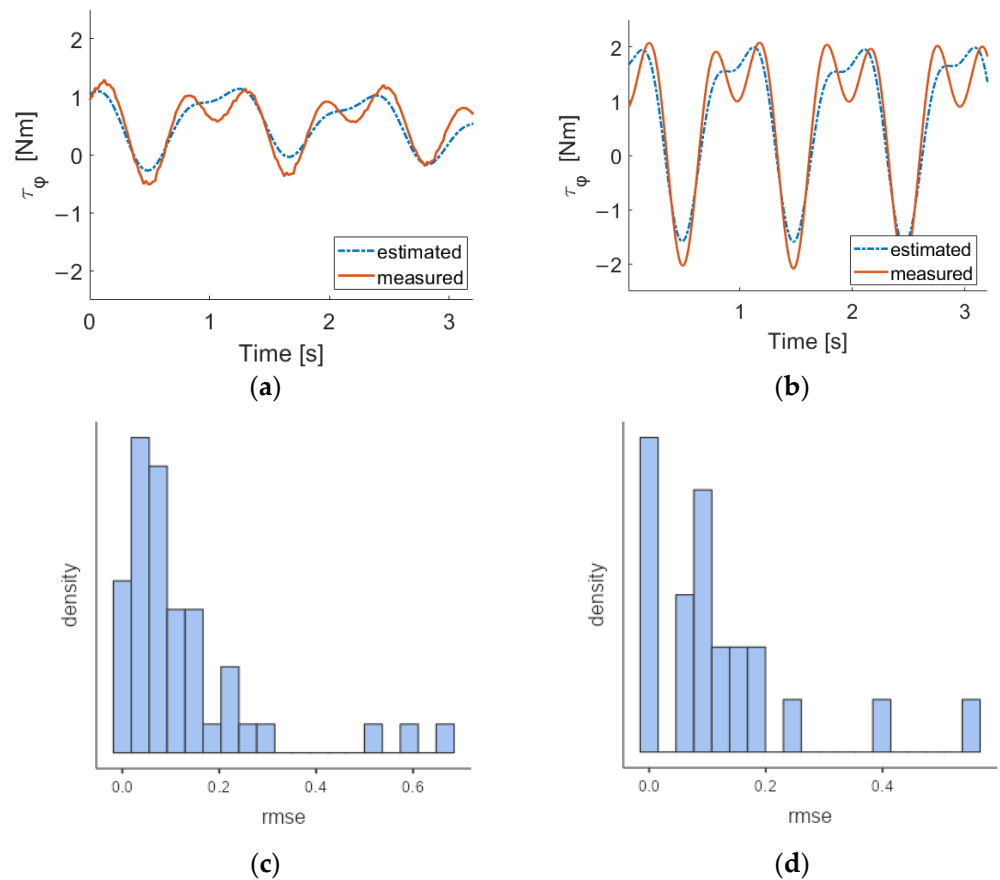 2
1
0
−1
−2
τφ [Nm]
estimated
measured
0 1 2 3
Time [s]
(a)
2
1
0
−1
−2
τφ [Nm]
estimated
measured
1 2 3
Time [s]
(b)
density
0.0 0.2 0.4 0.6
rmse
(c)
density
0.0 0.2 0.4
rmse
(d)